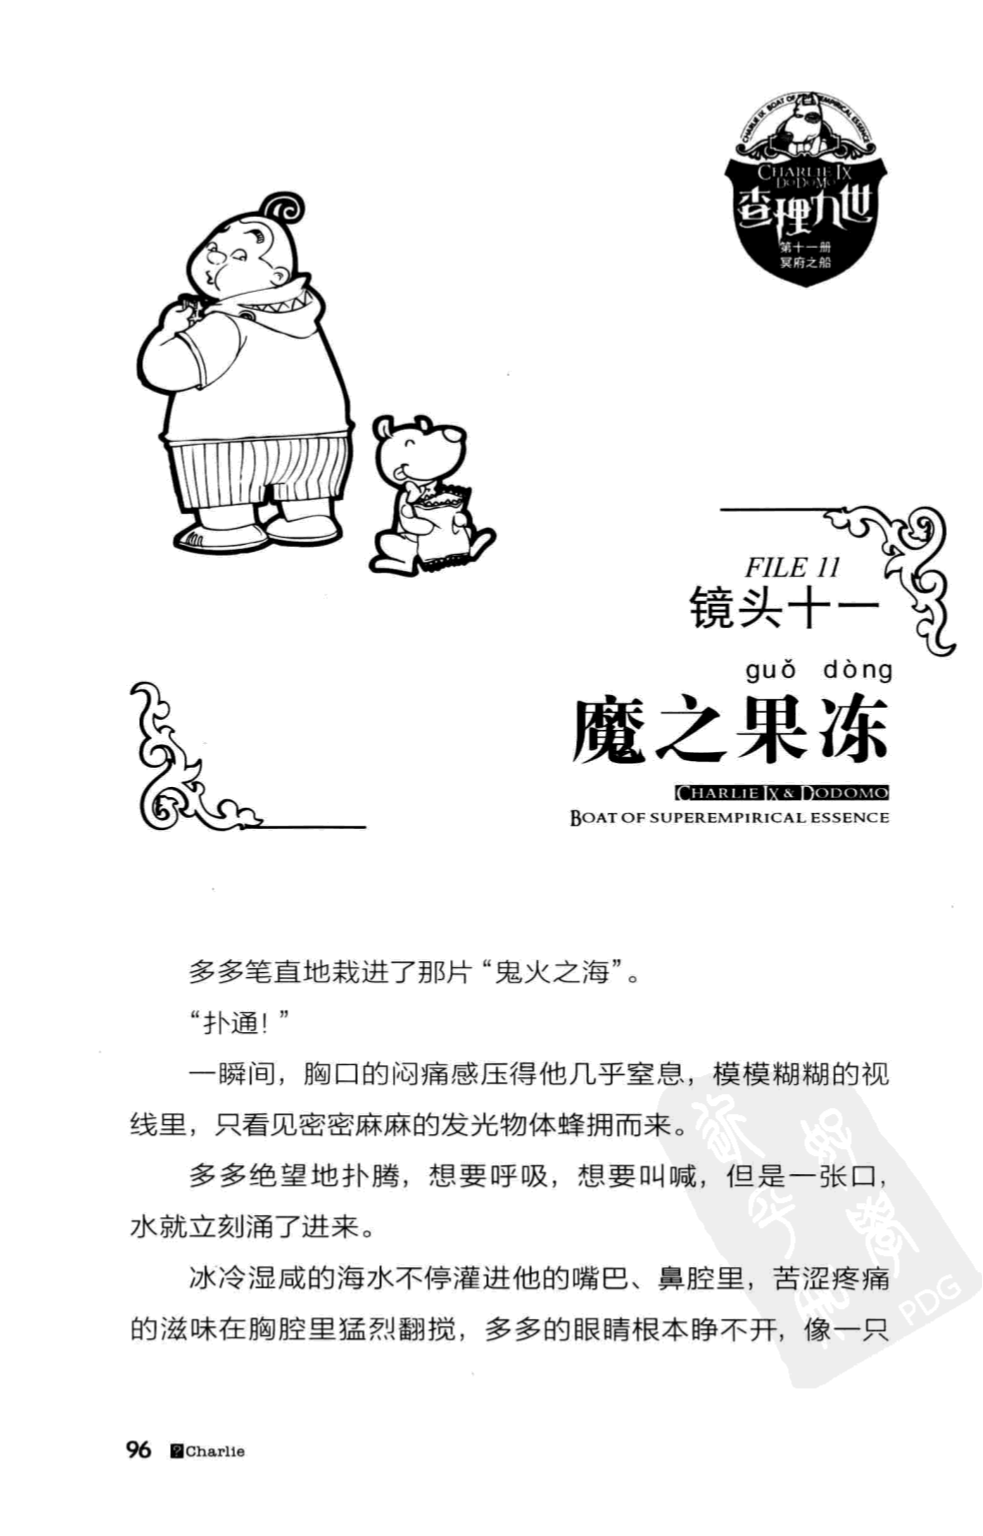 CHARLIE IX BOAT OF SUPEREMPIRICAL ESSENCE
CHARLIE IX
DODOMO
查理九世
第十一册
冥府之船
FILE 11
镜头十一
guǒ dòng
魔之果冻
CHARLIE IX & DODOMO
BOAT OF SUPEREMPIRICAL ESSENCE
多多笔直地栽进了那片“鬼火之海”。
“扑通！”
一瞬间，胸口的闷痛感压得他几乎窒息，模模糊糊的视
线里，只看见密密麻麻的发光物体蜂拥而来。
多多绝望地扑腾，想要呼吸，想要叫喊，但是一张口，
水就立刻涌了进来。
冰冷湿咸的海水不停灌进他的嘴巴、鼻腔里，苦涩疼痛
的滋味在胸腔里猛烈翻搅，多多的眼睛根本睁不开，像一只
PDG
96 ?Charlie